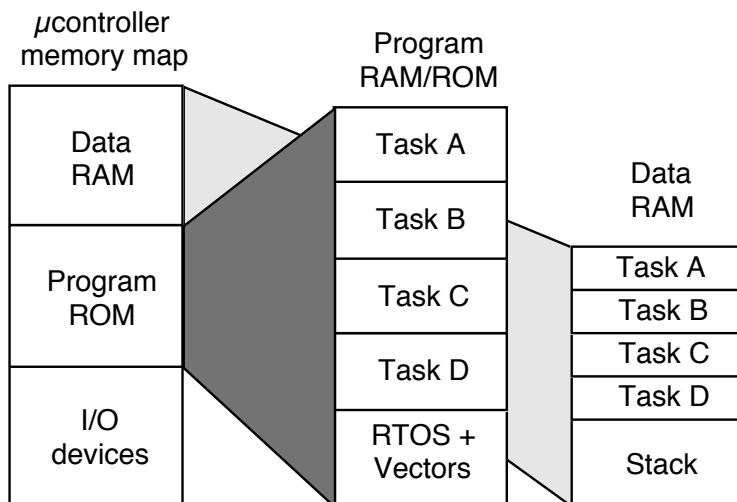 µcontroller
memory map
Data
RAM
Program
ROM
I/O
devices
Program
RAM/ROM
Task A
Task B
Task C
Task D
RTOS +
Vectors
Data
RAM
Task A
Task B
Task C
Task D
Stack